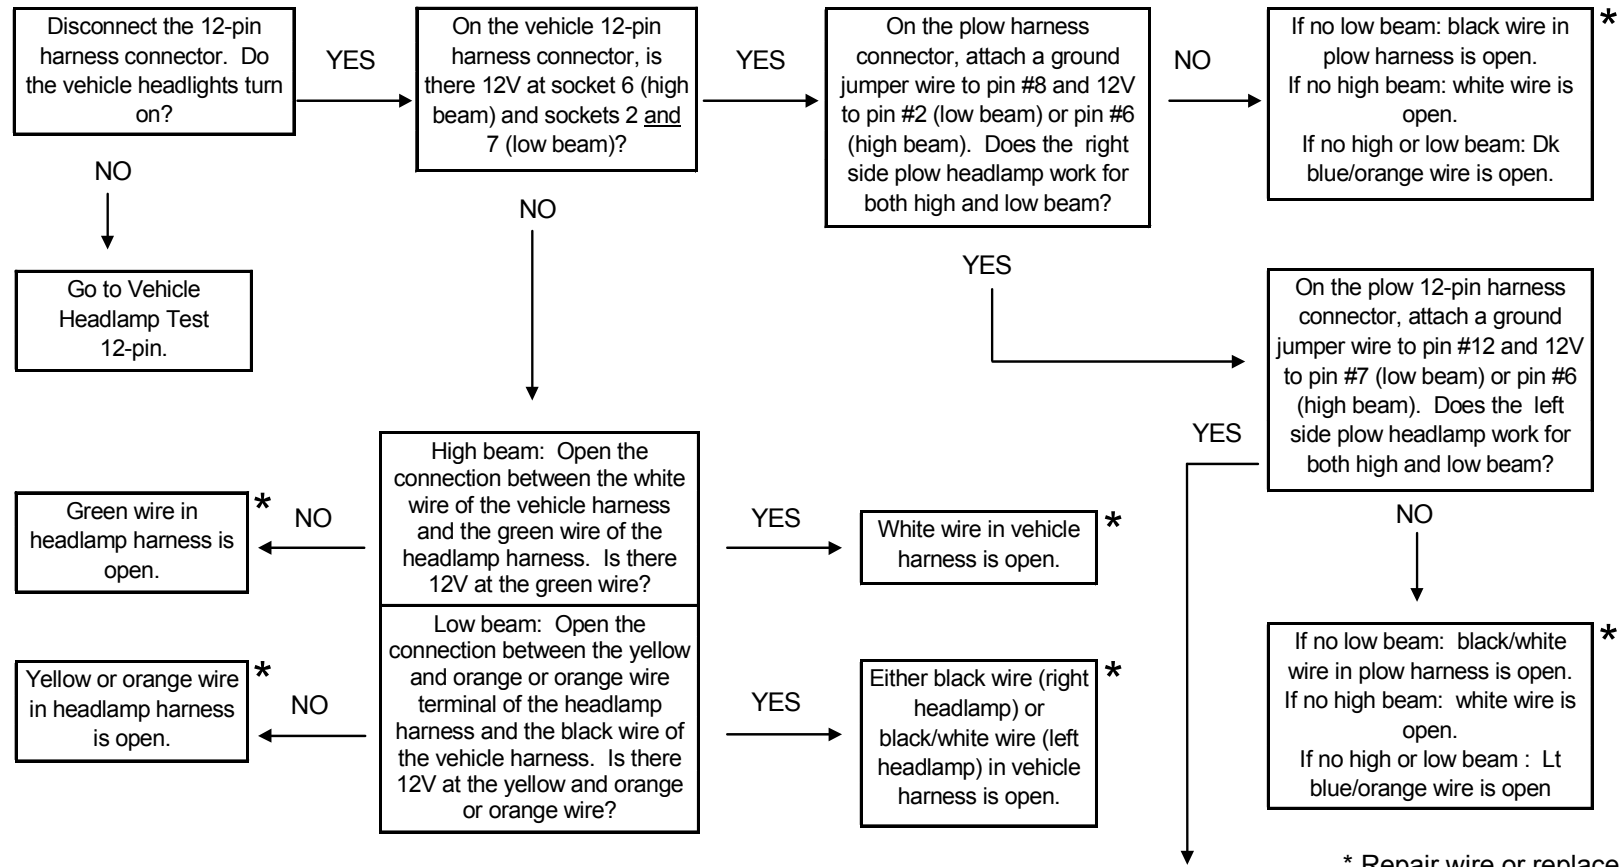 Disconnect the 12-pin
harness connector.  Do
the vehicle headlights turn
on?
YES
On the vehicle 12-pin
harness connector, is
there 12V at socket 6 (high
beam) and sockets 2 and
7 (low beam)?
YES
On the plow harness
connector, attach a ground
jumper wire to pin #8 and 12V
to pin #2 (low beam) or pin #6
(high beam).  Does the right
side plow headlamp work for
both high and low beam?
NO
If no low beam: black wire in
plow harness is open.
If no high beam: white wire is
open.
If no high or low beam: Dk
blue/orange wire is open.
*
NO
NO
YES
Go to Vehicle
Headlamp Test
12-pin.
On the plow 12-pin harness
connector, attach a ground
jumper wire to pin #12 and 12V
to pin #7 (low beam) or pin #6
(high beam).  Does the  left
side plow headlamp work for
both high and low beam?
YES
NO
High beam:  Open the
connection between the white
wire of the vehicle harness
and the green wire of the
headlamp harness.  Is there
12V at the green wire?
NO
Green wire in
headlamp harness is
open.
*
YES
White wire in vehicle
harness is open.
*
Low beam:  Open the
connection between the yellow
and orange or orange wire
terminal of the headlamp
harness and the black wire of
the vehicle harness.  Is there
12V at the yellow and orange
or orange wire?
NO
Yellow or orange wire
in headlamp harness
is open.
*
YES
Either black wire (right
headlamp) or
black/white wire (left
headlamp) in vehicle
harness is open.
*
If no low beam:  black/white
wire in plow harness is open.
If no high beam:  white wire is
open.
If no high or low beam :  Lt
blue/orange wire is open
*
* Repair wire or replace